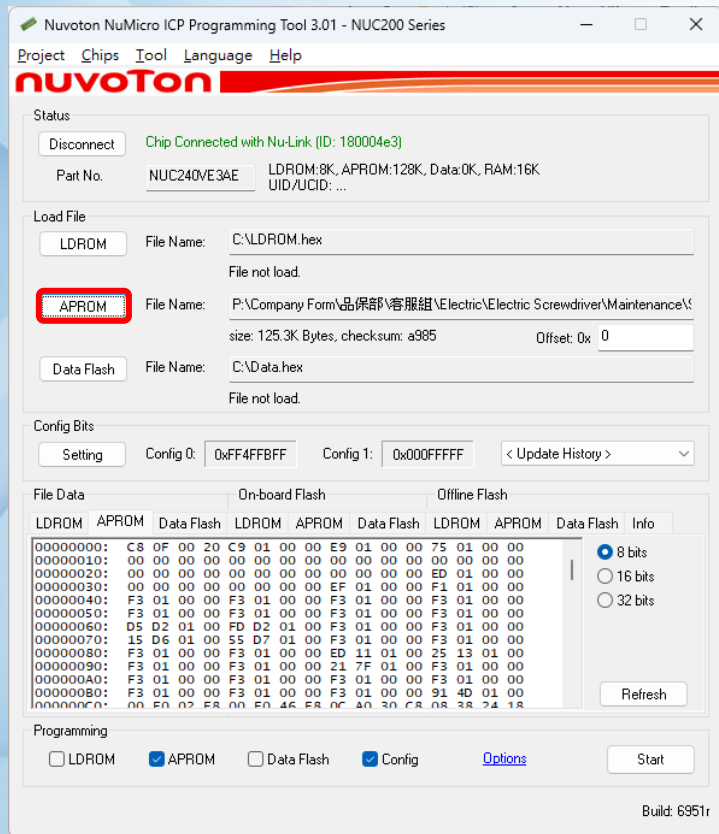 Nuvoton NuMicro ICP Programming Tool 3.01 - NUC200 Series
Project Chips Tool Language Help
nuvoTon
Status
Disconnect Chip Connected with Nu-Link (ID: 180004e3)
Part No. NUC240VE3AE LDROM:8K, APROM:128K, Data:0K, RAM:16K
UID/UCID: ...
Load File
LDROM File Name: C:\LDROM.hex
File not load.
APROM File Name: P:\Company Form\品保部\客服組\Electric\Electric Screwdriver\Maintenance\S
size: 125.3K Bytes, checksum: a985 Offset: 0x 0
Data Flash File Name: C:\Data.hex
File not load.
Config Bits
Setting Config 0: 0xFF4FFBFF Config 1: 0x000FFFFF < Update History >
File Data On-board Flash Offline Flash
LDROM APROM Data Flash LDROM APROM Data Flash LDROM APROM Data Flash Info
00000000: C8 0F 00 20 C9 01 00 00 E9 01 00 00 75 01 00 00
00000010: 00 00 00 00 00 00 00 00 00 00 00 00 00 00 00 00
00000020: 00 00 00 00 00 00 00 00 00 00 00 00 ED 01 00 00
00000030: 00 00 00 00 00 00 00 00 EF 01 00 00 F1 01 00 00
00000040: F3 01 00 00 F3 01 00 00 F3 01 00 00 F3 01 00 00
00000050: F3 01 00 00 F3 01 00 00 F3 01 00 00 F3 01 00 00
00000060: D5 D2 01 00 FD D2 01 00 F3 01 00 00 F3 01 00 00
00000070: 15 D6 01 00 55 D7 01 00 F3 01 00 00 F3 01 00 00
00000080: F3 01 00 00 F3 01 00 00 ED 11 01 00 25 13 01 00
00000090: F3 01 00 00 F3 01 00 00 21 7F 01 00 F3 01 00 00
000000A0: F3 01 00 00 F3 01 00 00 F3 01 00 00 F3 01 00 00
000000B0: F3 01 00 00 F3 01 00 00 F3 01 00 00 91 4D 01 00
000000C0: 00 F0 02 F8 00 F0 46 F8 0C A0 30 C8 08 38 24 18
8 bits
16 bits
32 bits
Refresh
Programming
LDROM APROM Data Flash Config Options Start
Build: 6951r